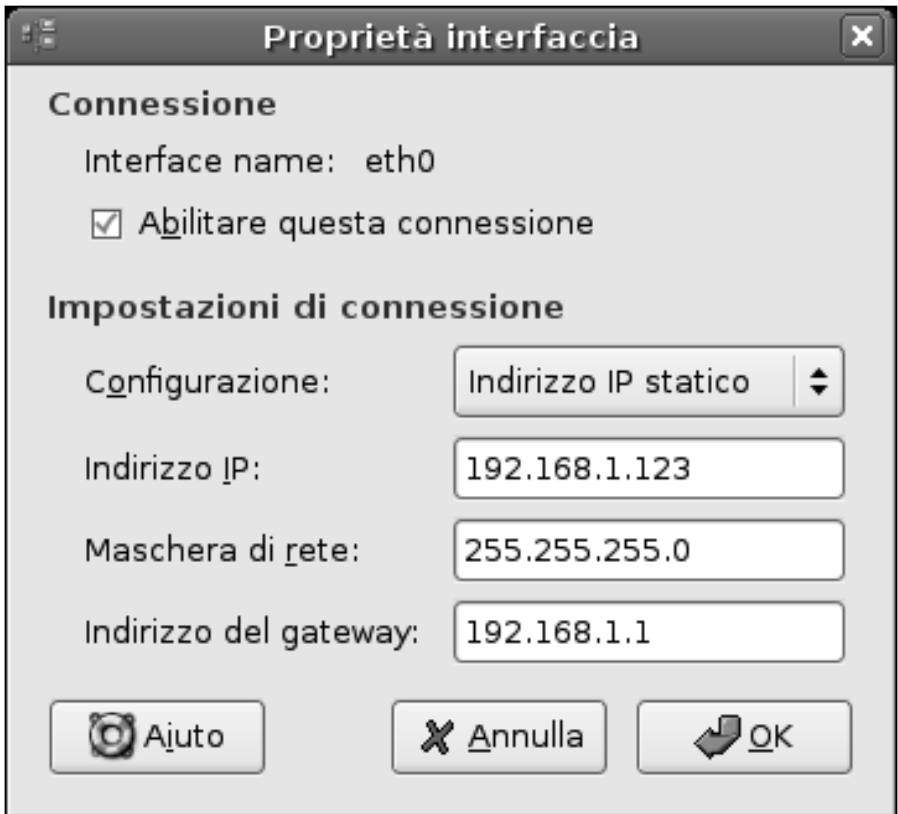 Proprietà interfaccia
Connessione
Interface name: eth0
Abilitare questa connessione
Impostazioni di connessione
Configurazione: Indirizzo IP statico
Indirizzo IP: 192.168.1.123
Maschera di rete: 255.255.255.0
Indirizzo del gateway: 192.168.1.1
Aiuto Annulla OK